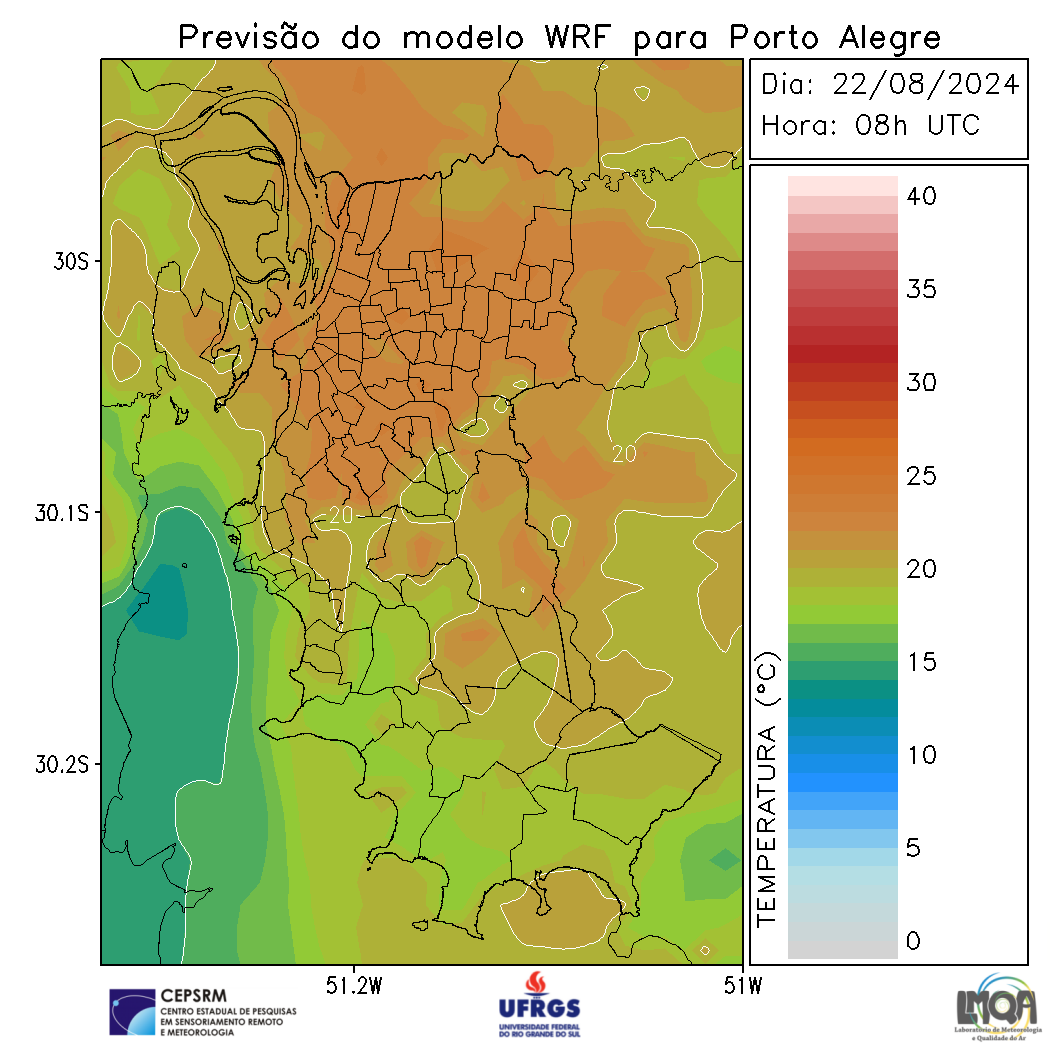 Previsão do modelo WRF para Porto Alegre
Dia: 22/08/2024
Hora: 08h UTC
40
35
30
25
20
15
10
5
0
TEMPERATURA (°C)
30S
30.1S
30.2S
51.2W
51W
20
20
CEPSRM
CENTRO ESTADUAL DE PESQUISAS
EM SENSORIAMENTO REMOTO
E METEOROLOGIA
UFRGS
UNIVERSIDADE FEDERAL
DO RIO GRANDE DO SUL
LMQA
Laboratório de Meteorologia
e Qualidade do Ar